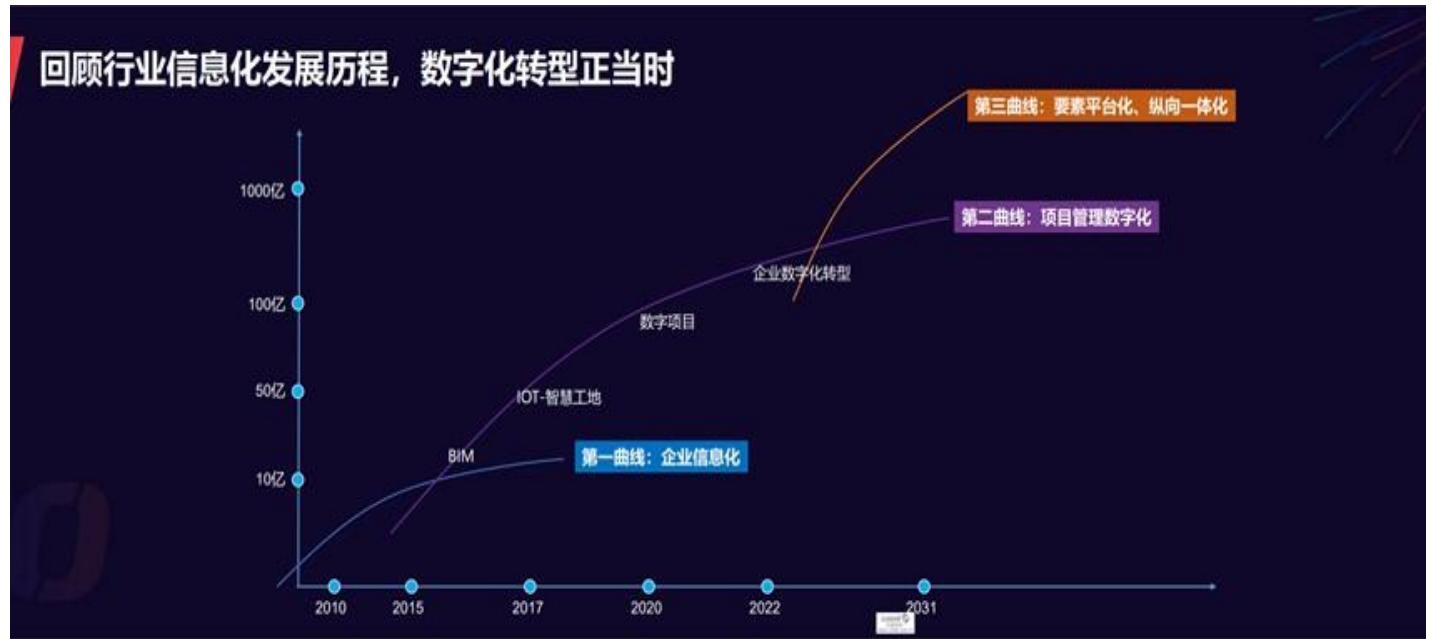 回顾行业信息化发展历程，数字化转型正当时
第三曲线：要素平台化、纵向一体化
1000亿
第二曲线：项目管理数字化
企业数字化转型
100亿
数字项目
50亿
IOT-智慧工地
BIM
第一曲线：企业信息化
10亿
2010
2015
2017
2020
2022
2031